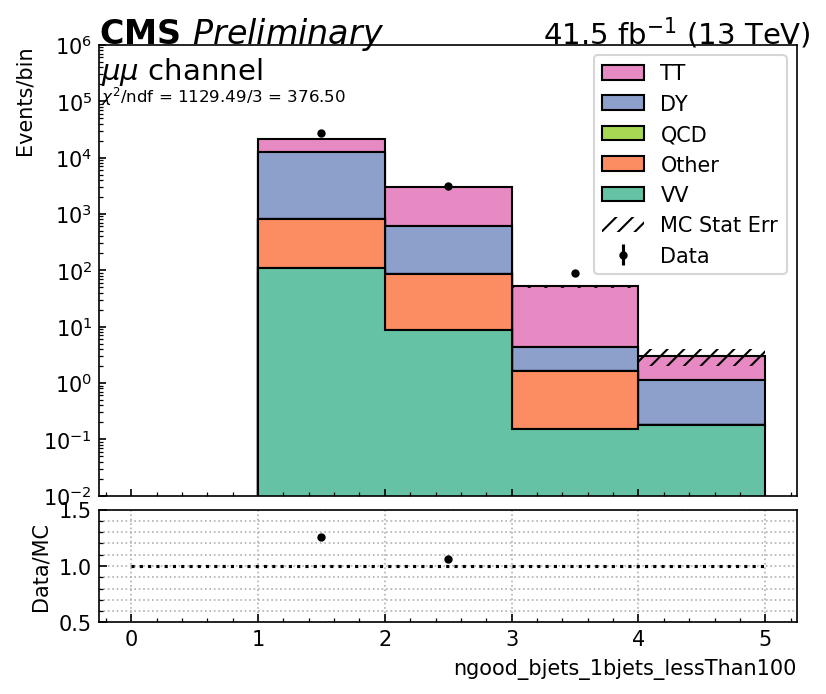 CMS Preliminary 41.5 fb⁻¹ (13 TeV)
μμ channel
χ²/ndf = 1129.49/3 = 376.50
Events/bin
10⁶
10⁵
10⁴
10³
10²
10¹
10⁰
10⁻¹
10⁻²
TT
DY
QCD
Other
VV
MC Stat Err
Data
Data/MC
1.5
1.0
0.5
0 1 2 3 4 5
ngood_bjets_1bjets_lessThan100